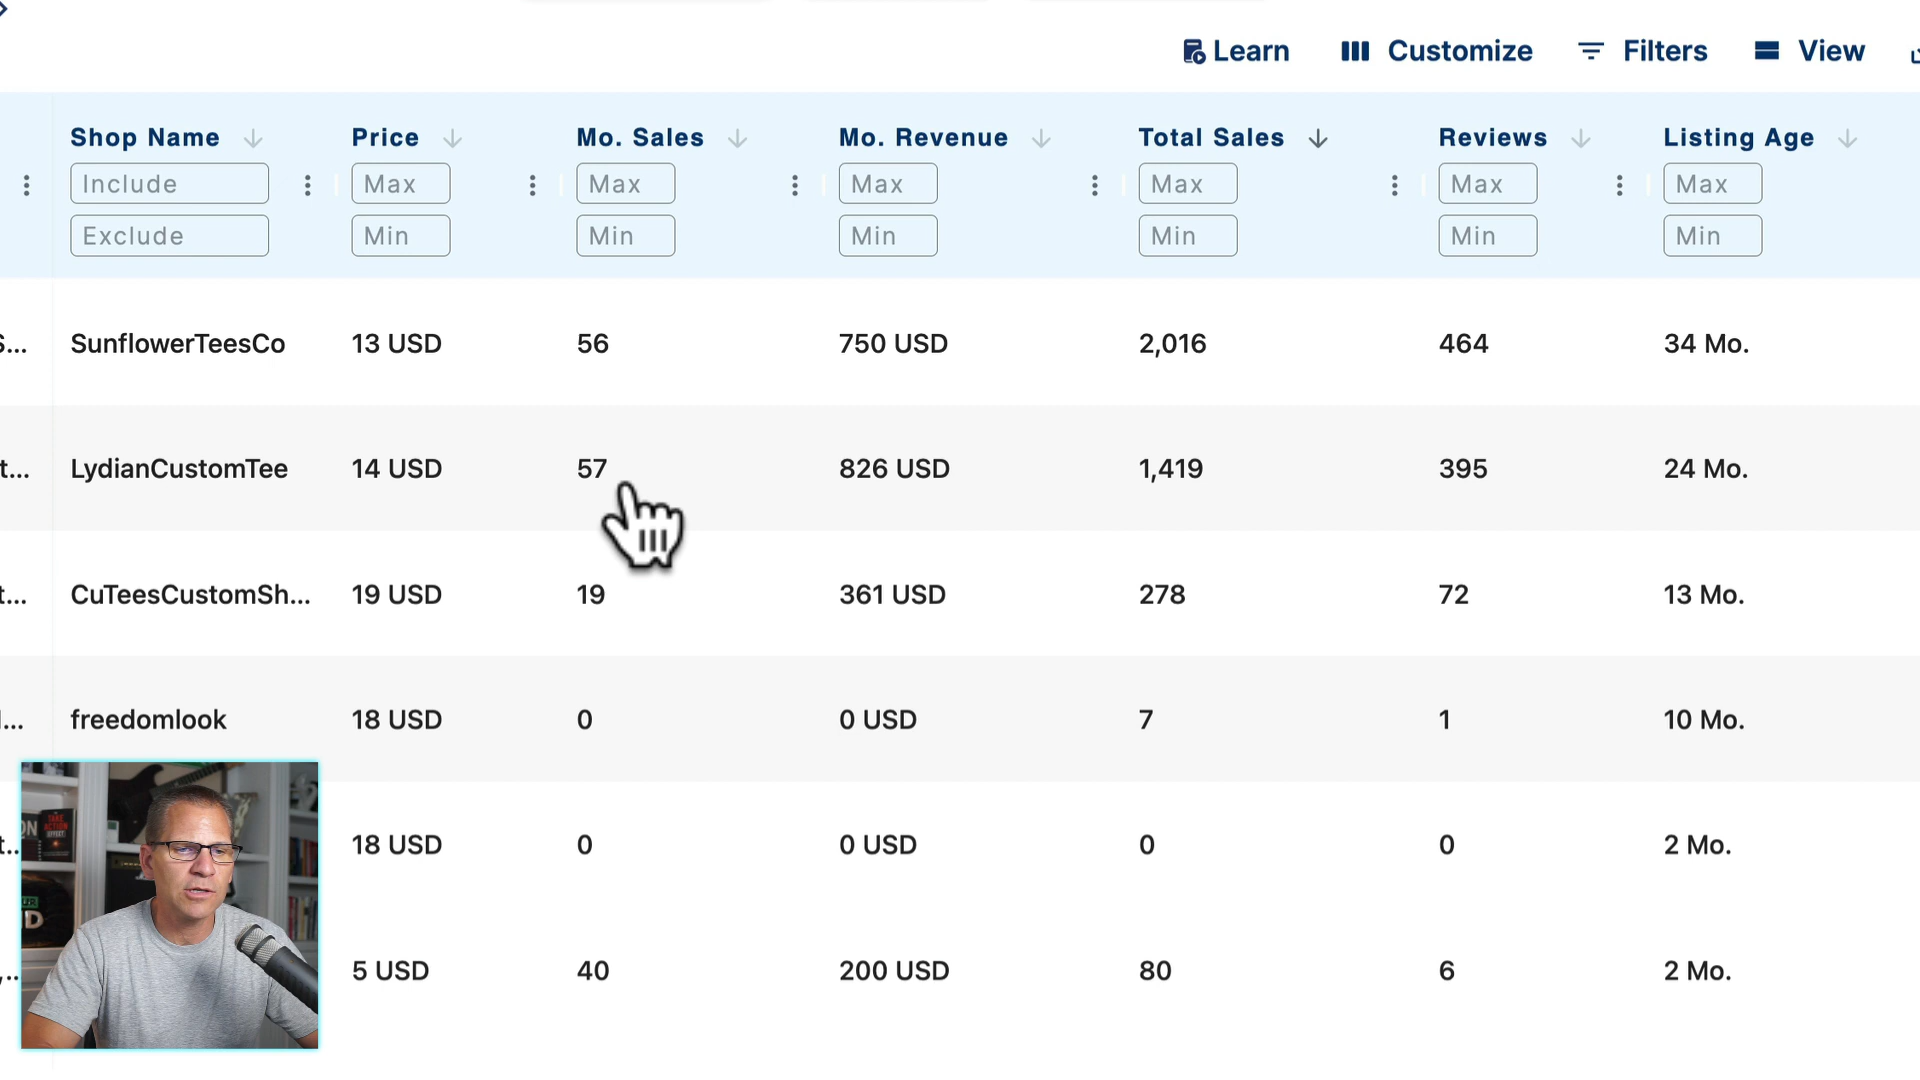 Learn Customize Filters View
Shop Name Price Mo. Sales Mo. Revenue Total Sales Reviews Listing Age
Include Max Max Max Max Max Max
Exclude Min Min Min Min Min Min
S... SunflowerTeesCo 13 USD 56 750 USD 2,016 464 34 Mo.
t... LydianCustomTee 14 USD 57 826 USD 1,419 395 24 Mo.
t... CuTeesCustomSh... 19 USD 19 361 USD 278 72 13 Mo.
... freedomlook 18 USD 0 0 USD 7 1 10 Mo.
t.. 18 USD 0 0 USD 0 0 2 Mo.
,.. 5 USD 40 200 USD 80 6 2 Mo.
TAKE
ACTION
EFFECT